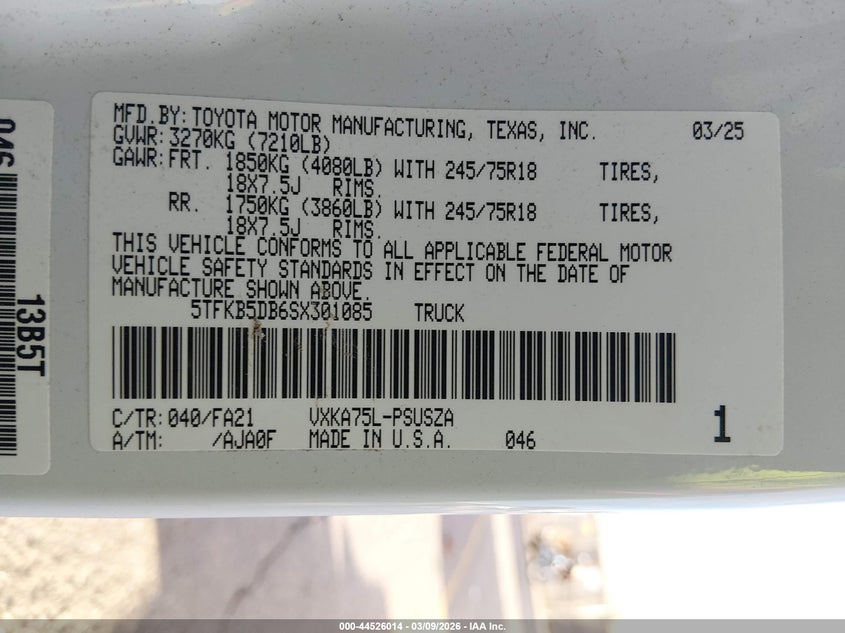 MFD.BY: TOYOTA MOTOR MANUFACTURING, TEXAS, INC. 03/25
GVWR: 3270KG (7210LB)
GAWR: FRT. 1850KG (4080LB) WITH 245/75R18 TIRES,
18X7.5J RIMS.
RR. 1750KG (3860LB) WITH 245/75R18 TIRES,
18X7.5J RIMS.
THIS VEHICLE CONFORMS TO ALL APPLICABLE FEDERAL MOTOR
VEHICLE SAFETY STANDARDS IN EFFECT ON THE DATE OF
MANUFACTURE SHOWN ABOVE.
5TFKB5DB6SX301085 TRUCK
C/TR: 040/FA21 VXKA75L-PSUSZA
A/TM: /AJA0F MADE IN U.S.A. 046 1
046
13B5T
000-44526014 - 03/09/2026 - IAA Inc.